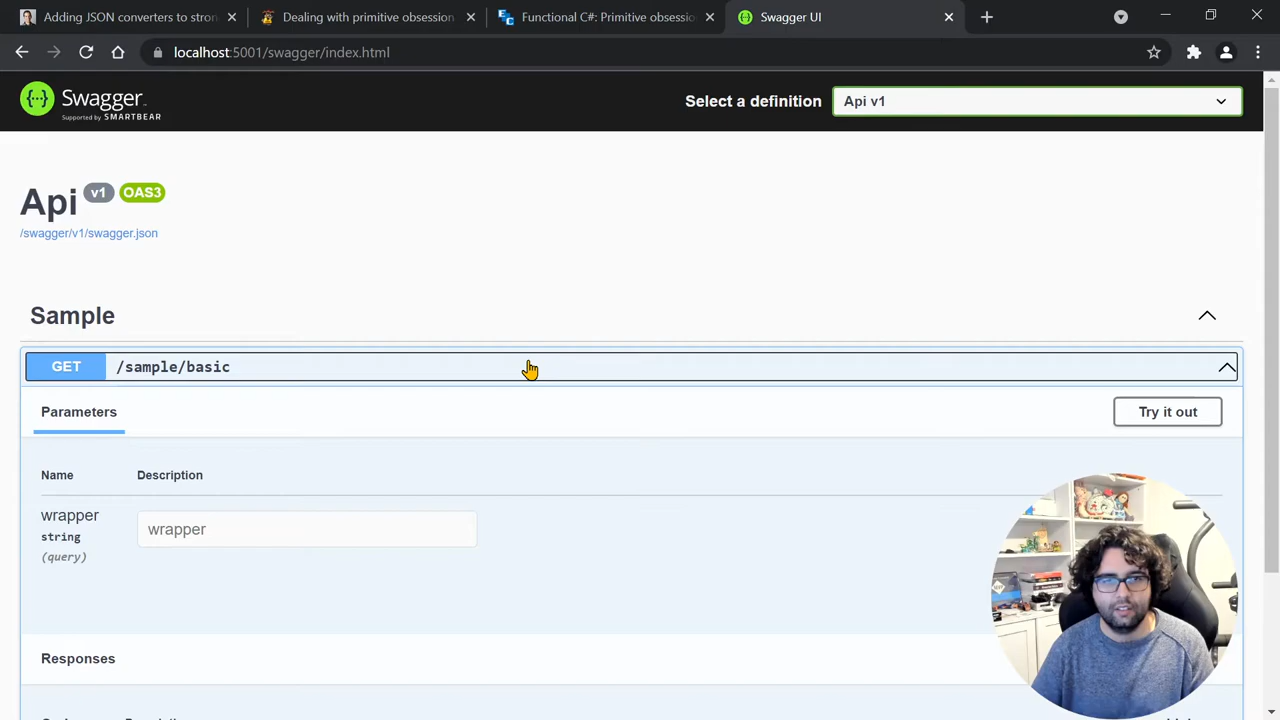 Adding JSON converters to stron
Dealing with primitive obsession
Functional C#: Primitive obsessio
Swagger UI
localhost:5001/swagger/index.html
Swagger
Supported by SMARTBEAR
Select a definition
Api v1
Api v1 OAS3
/swagger/v1/swagger.json
Sample
GET /sample/basic
Parameters
Try it out
Name Description
wrapper
string
(query)
wrapper
Responses